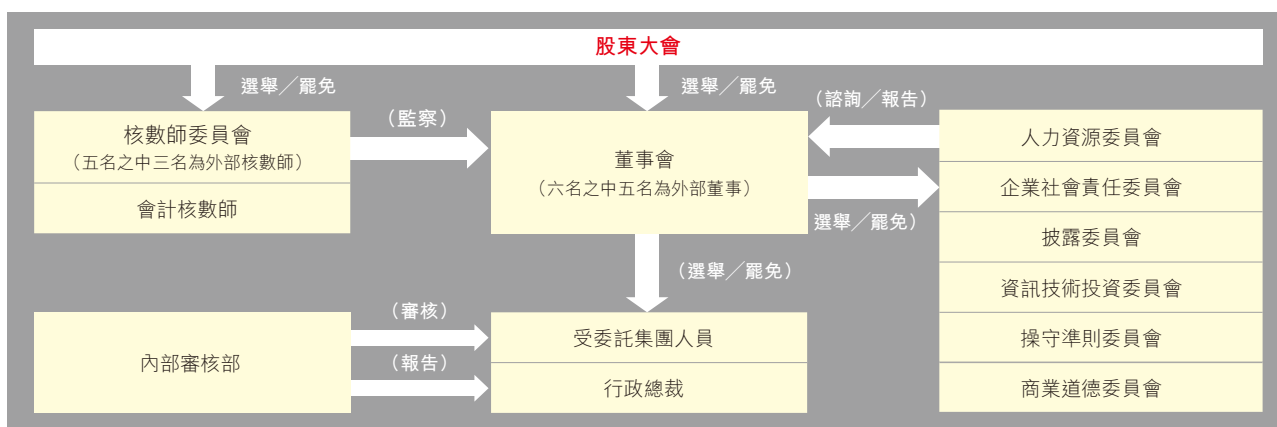 股東大會
選舉／罷免
選舉／罷免
（諮詢／報告）
核數師委員會
（五名之中三名為外部核數師）
會計核數師
（監察）
董事會
（六名之中五名為外部董事）
選舉／罷免）
人力資源委員會
企業社會責任委員會
披露委員會
資訊技術投資委員會
操守準則委員會
商業道德委員會
（選舉／罷免）
內部審核部
（審核）
（報告）
受委託集團人員
行政總裁